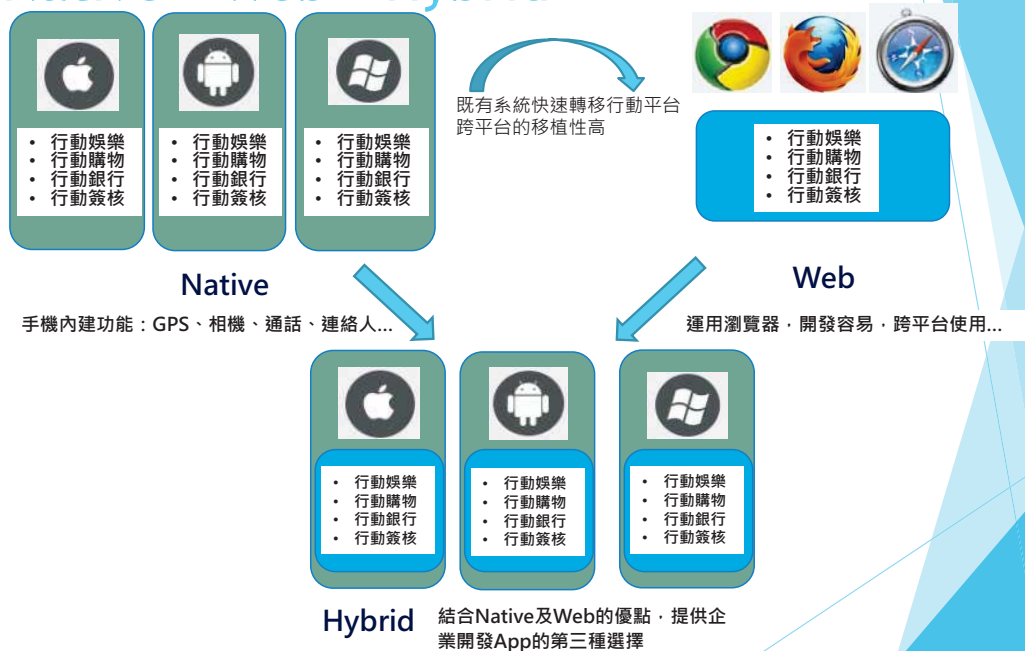 既有系統快速轉移行動平台
跨平台的移植性高
• 行動娛樂
• 行動購物
• 行動銀行
• 行動簽核
• 行動娛樂
• 行動購物
• 行動銀行
• 行動簽核
• 行動娛樂
• 行動購物
• 行動銀行
• 行動簽核
• 行動娛樂
• 行動購物
• 行動銀行
• 行動簽核
Native
Web
手機內建功能：GPS、相機、通話、連絡人...
運用瀏覽器，開發容易，跨平台使用...
• 行動娛樂
• 行動購物
• 行動銀行
• 行動簽核
• 行動娛樂
• 行動購物
• 行動銀行
• 行動簽核
• 行動娛樂
• 行動購物
• 行動銀行
• 行動簽核
Hybrid
結合Native及Web的優點，提供企
業開發App的第三種選擇